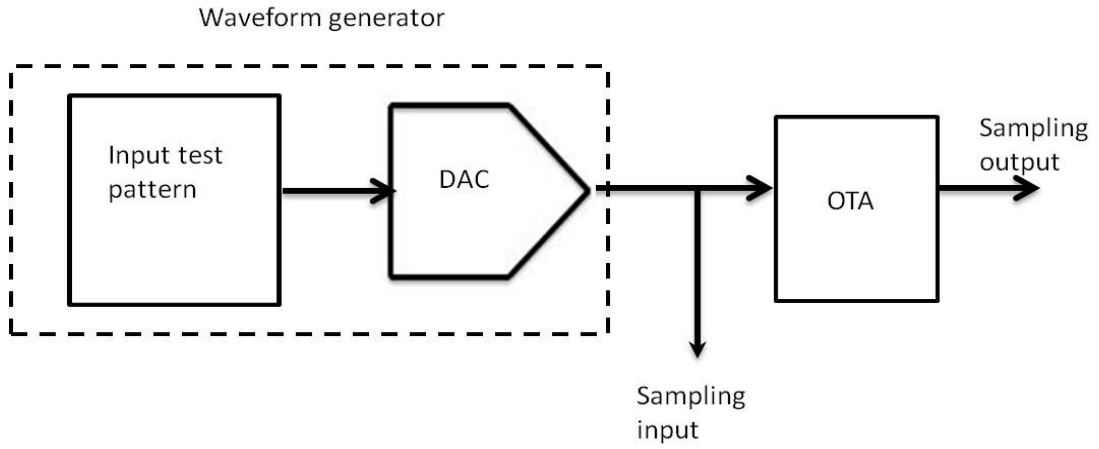 Waveform generator
Input test
pattern
DAC
OTA
Sampling
output
Sampling
input